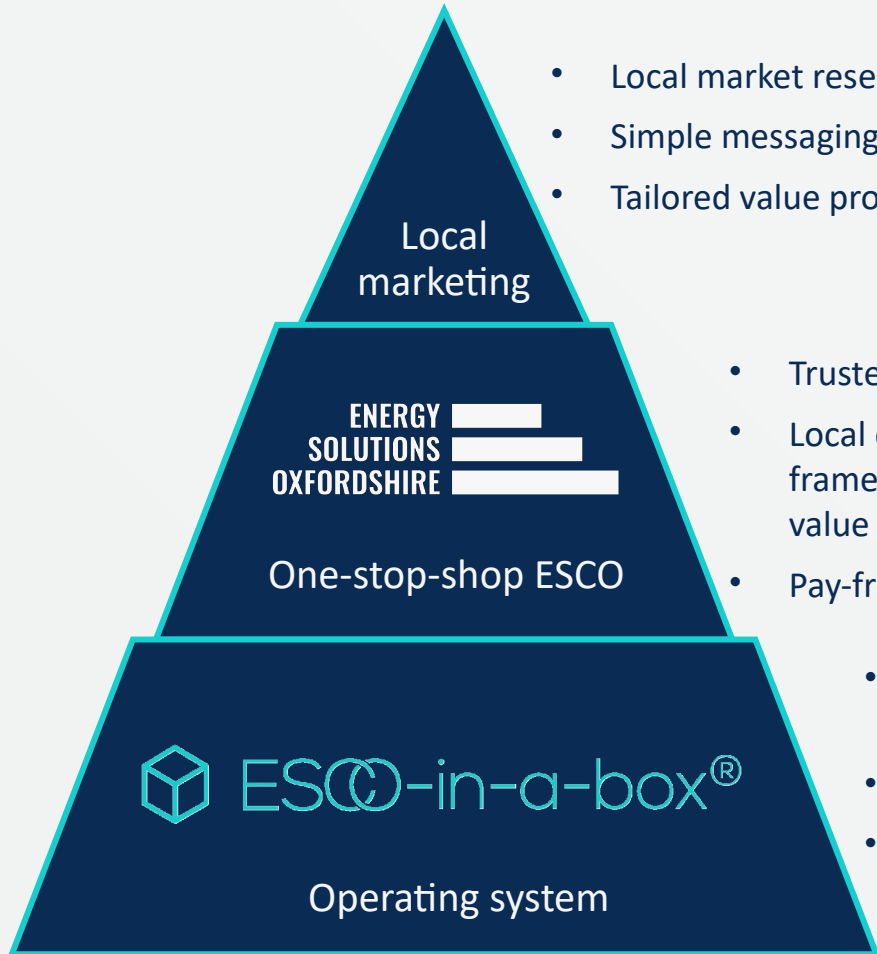 • Local market rese
• Simple messaging
• Tailored value pro
Local
marketing
• Truste
• Local
frame
value
• Pay-fr
ENERGY
SOLUTIONS
OXFORDSHIRE
One-stop-shop ESCO
•
•
•
ESCO-in-a-box®
Operating system